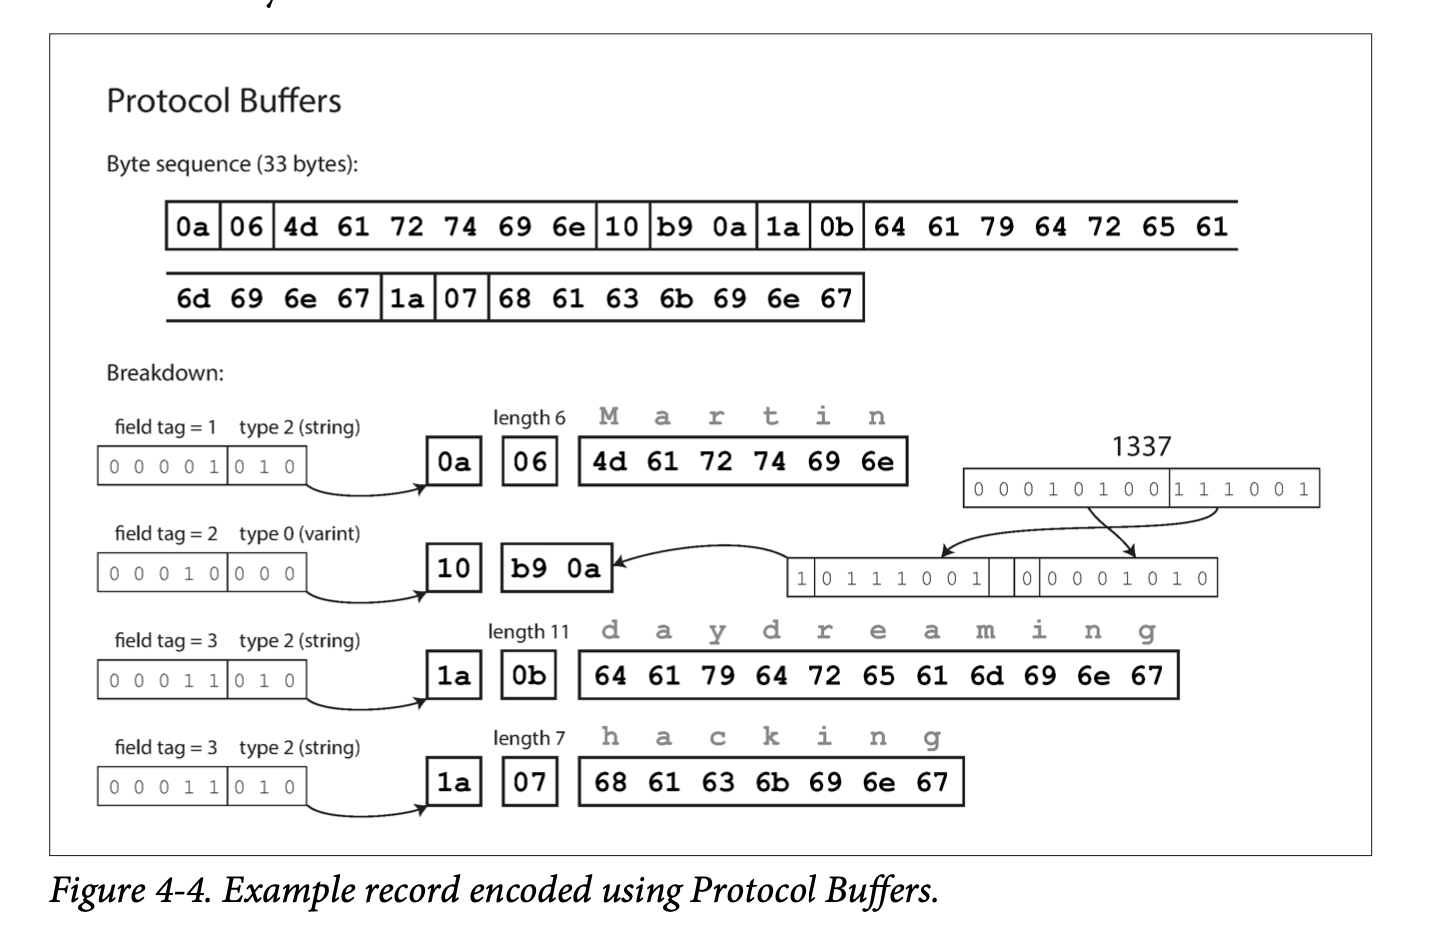 Protocol Buffers
Byte sequence (33 bytes):
0a 06 4d 61 72 74 69 6e 10 b9 0a 1a 0b 64 61 79 64 72 65 61
6d 69 6e 67 1a 07 68 61 63 6b 69 6e 67
Breakdown:
field tag = 1 type 2 (string) length 6 M a r t i n
0 0 0 0 1 0 1 0 0a 06 4d 61 72 74 69 6e
1337
0 0 0 1 0 1 0 0 1 1 1 0 0 1
field tag = 2 type 0 (varint)
0 0 0 1 0 0 0 0 10 b9 0a 1 0 1 1 1 0 0 1 0 0 0 0 1 0 1 0
field tag = 3 type 2 (string) length 11 d a y d r e a m i n g
0 0 0 1 1 0 1 0 1a 0b 64 61 79 64 72 65 61 6d 69 6e 67
field tag = 3 type 2 (string) length 7 h a c k i n g
0 0 0 1 1 0 1 0 1a 07 68 61 63 6b 69 6e 67
Figure 4-4. Example record encoded using Protocol Buffers.